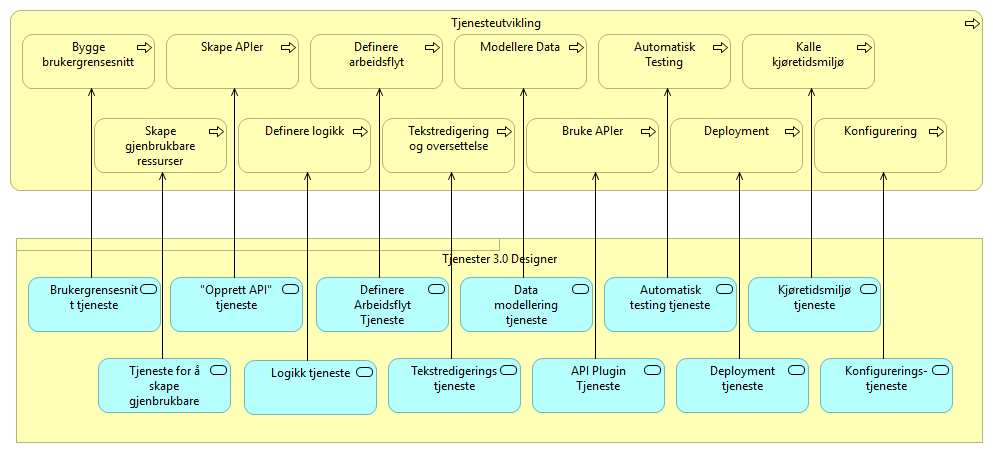 Tjenesteutvikling
Bygge
brukergrensesnitt
Skape APIer
Definere
arbeidsflyt
Modellere Data
Automatisk
Testing
Kalle
kjøretidsmiljø
Skape
gjenbrukbare
ressurser
Definere logikk
Tekstredigering
og oversettelse
Bruke APIer
Deployment
Konfigurering
Tjenester 3.0 Designer
Brukergrensesni
tt tjeneste
"Opprett API"
tjeneste
Definere
Arbeidsflyt
Tjeneste
Data
modellering
tjeneste
Automatisk
testing tjeneste
Kjøretidsmiljø
tjeneste
Tjeneste for å
skape
gjenbrukbare
Logikk tjeneste
Tekstredigerings
tjeneste
API Plugin
Tjeneste
Deployment
tjeneste
Konfigurerings-
tjeneste